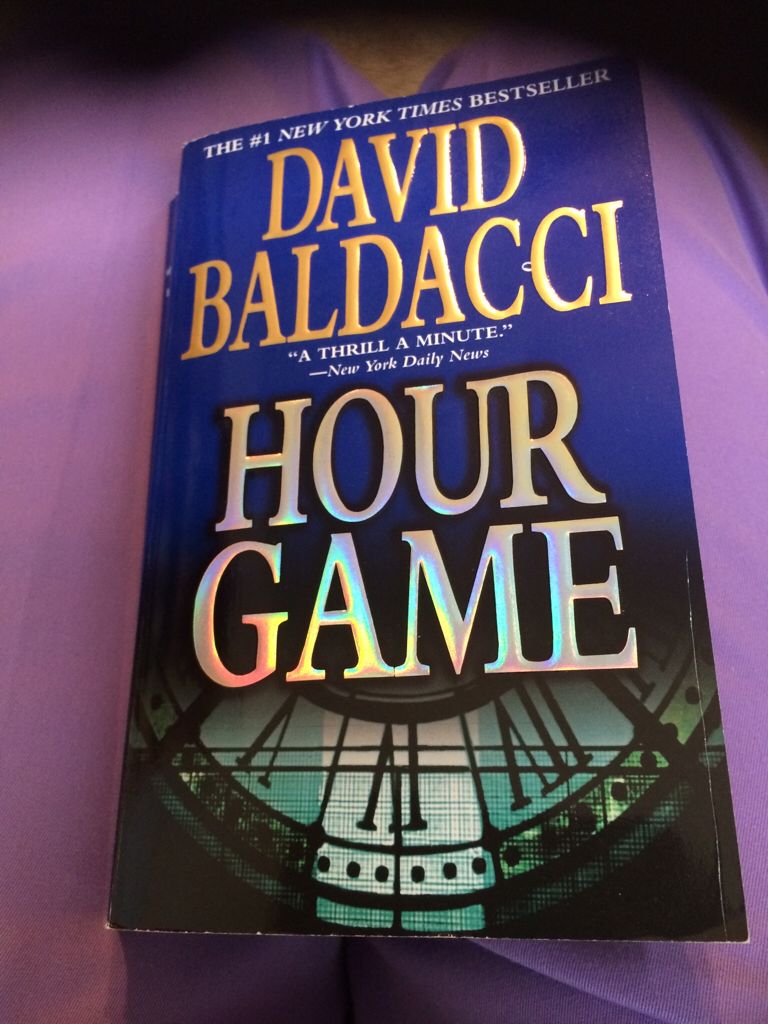 THE #1 NEW YORK TIMES BESTSELLER
DAVID
BALDACCI
“A THRILL A MINUTE.”
—New York Daily News
HOUR
GAME